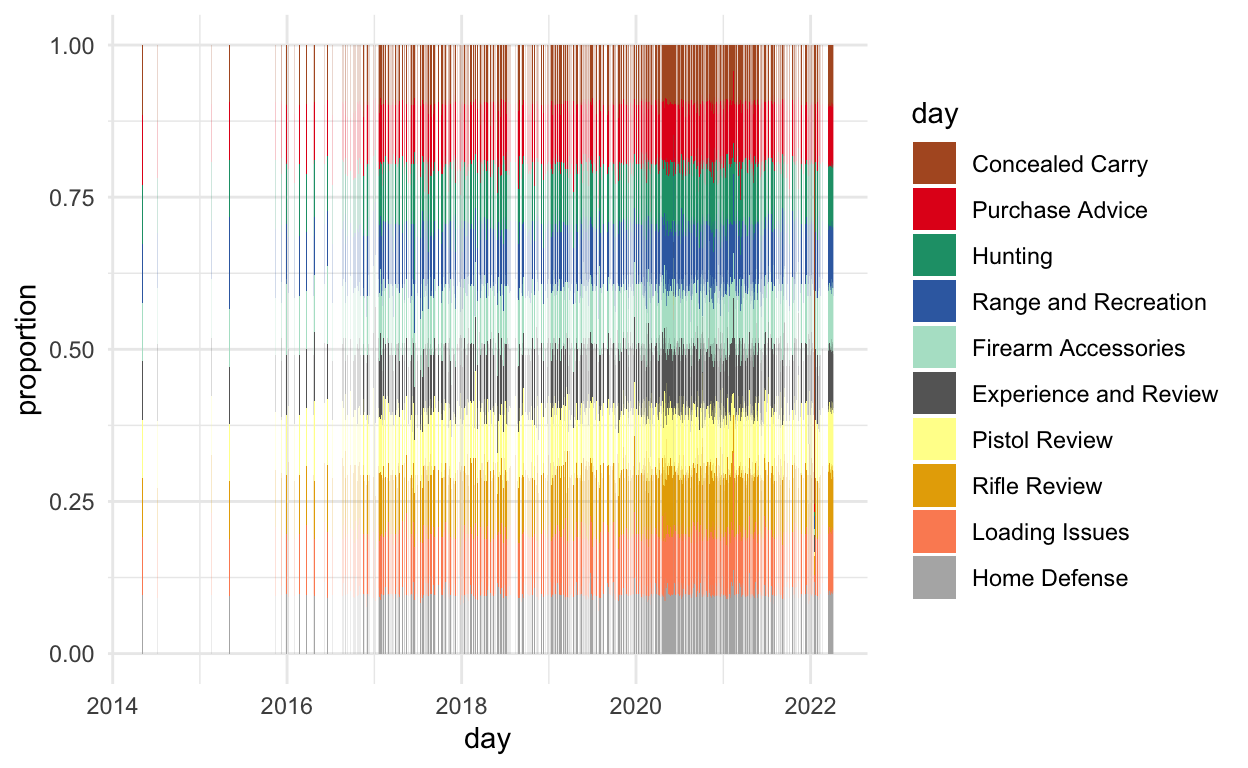 1.00
0.75
0.50
0.25
0.00
proportion
2014
2016
2018
2020
2022
day
day
Concealed Carry
Purchase Advice
Hunting
Range and Recreation
Firearm Accessories
Experience and Review
Pistol Review
Rifle Review
Loading Issues
Home Defense